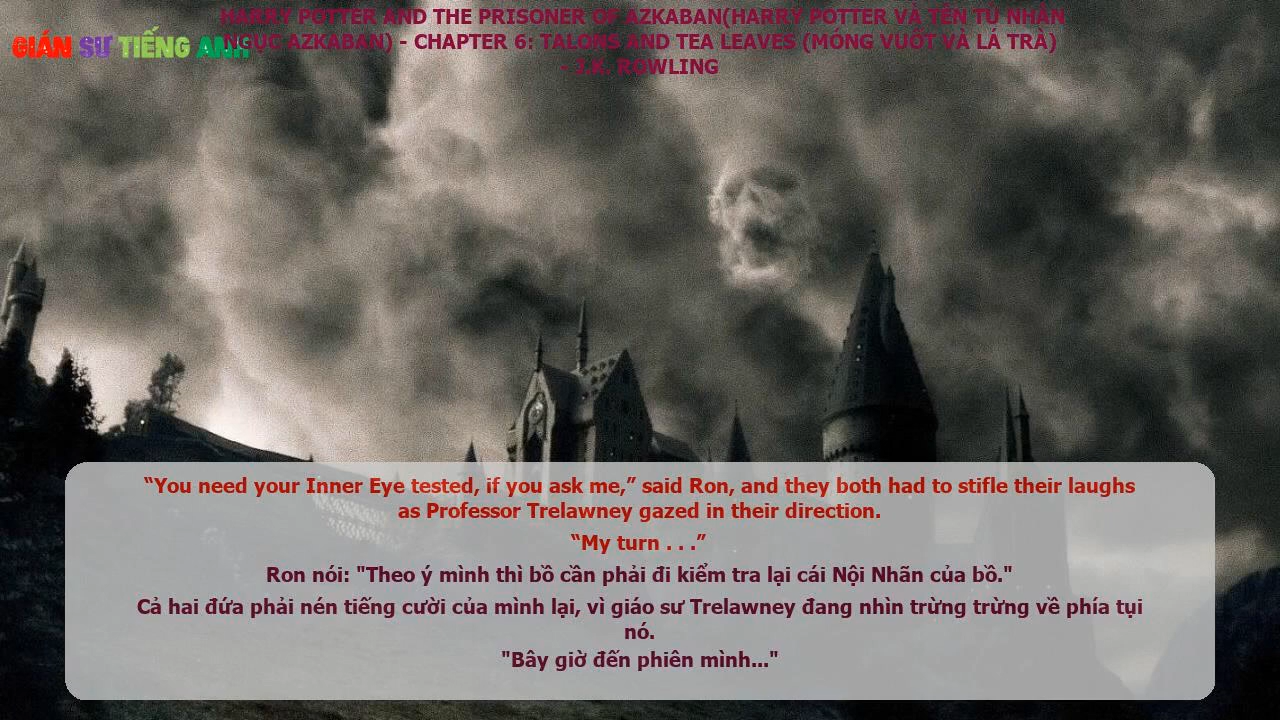 HARRY POTTER AND THE PRISONER OF AZKABAN(HARRY POTTER VÀ TÊN TÙ NHÂN
NGỤC AZKABAN) - CHAPTER 6: TALONS AND TEA LEAVES (MÓNG VUỐT VÀ LÁ TRÀ)
- J.K. ROWLING
GIÁN SƯ TIẾNG ANH
“You need your Inner Eye tested, if you ask me,” said Ron, and they both had to stifle their laughs
as Professor Trelawney gazed in their direction.
“My turn . . .”
Ron nói: "Theo ý mình thì bồ cần phải đi kiểm tra lại cái Nội Nhãn của bồ."
Cả hai đứa phải nén tiếng cười của mình lại, vì giáo sư Trelawney đang nhìn trừng trừng về phía tụi
nó.
"Bây giờ đến phiên mình..."